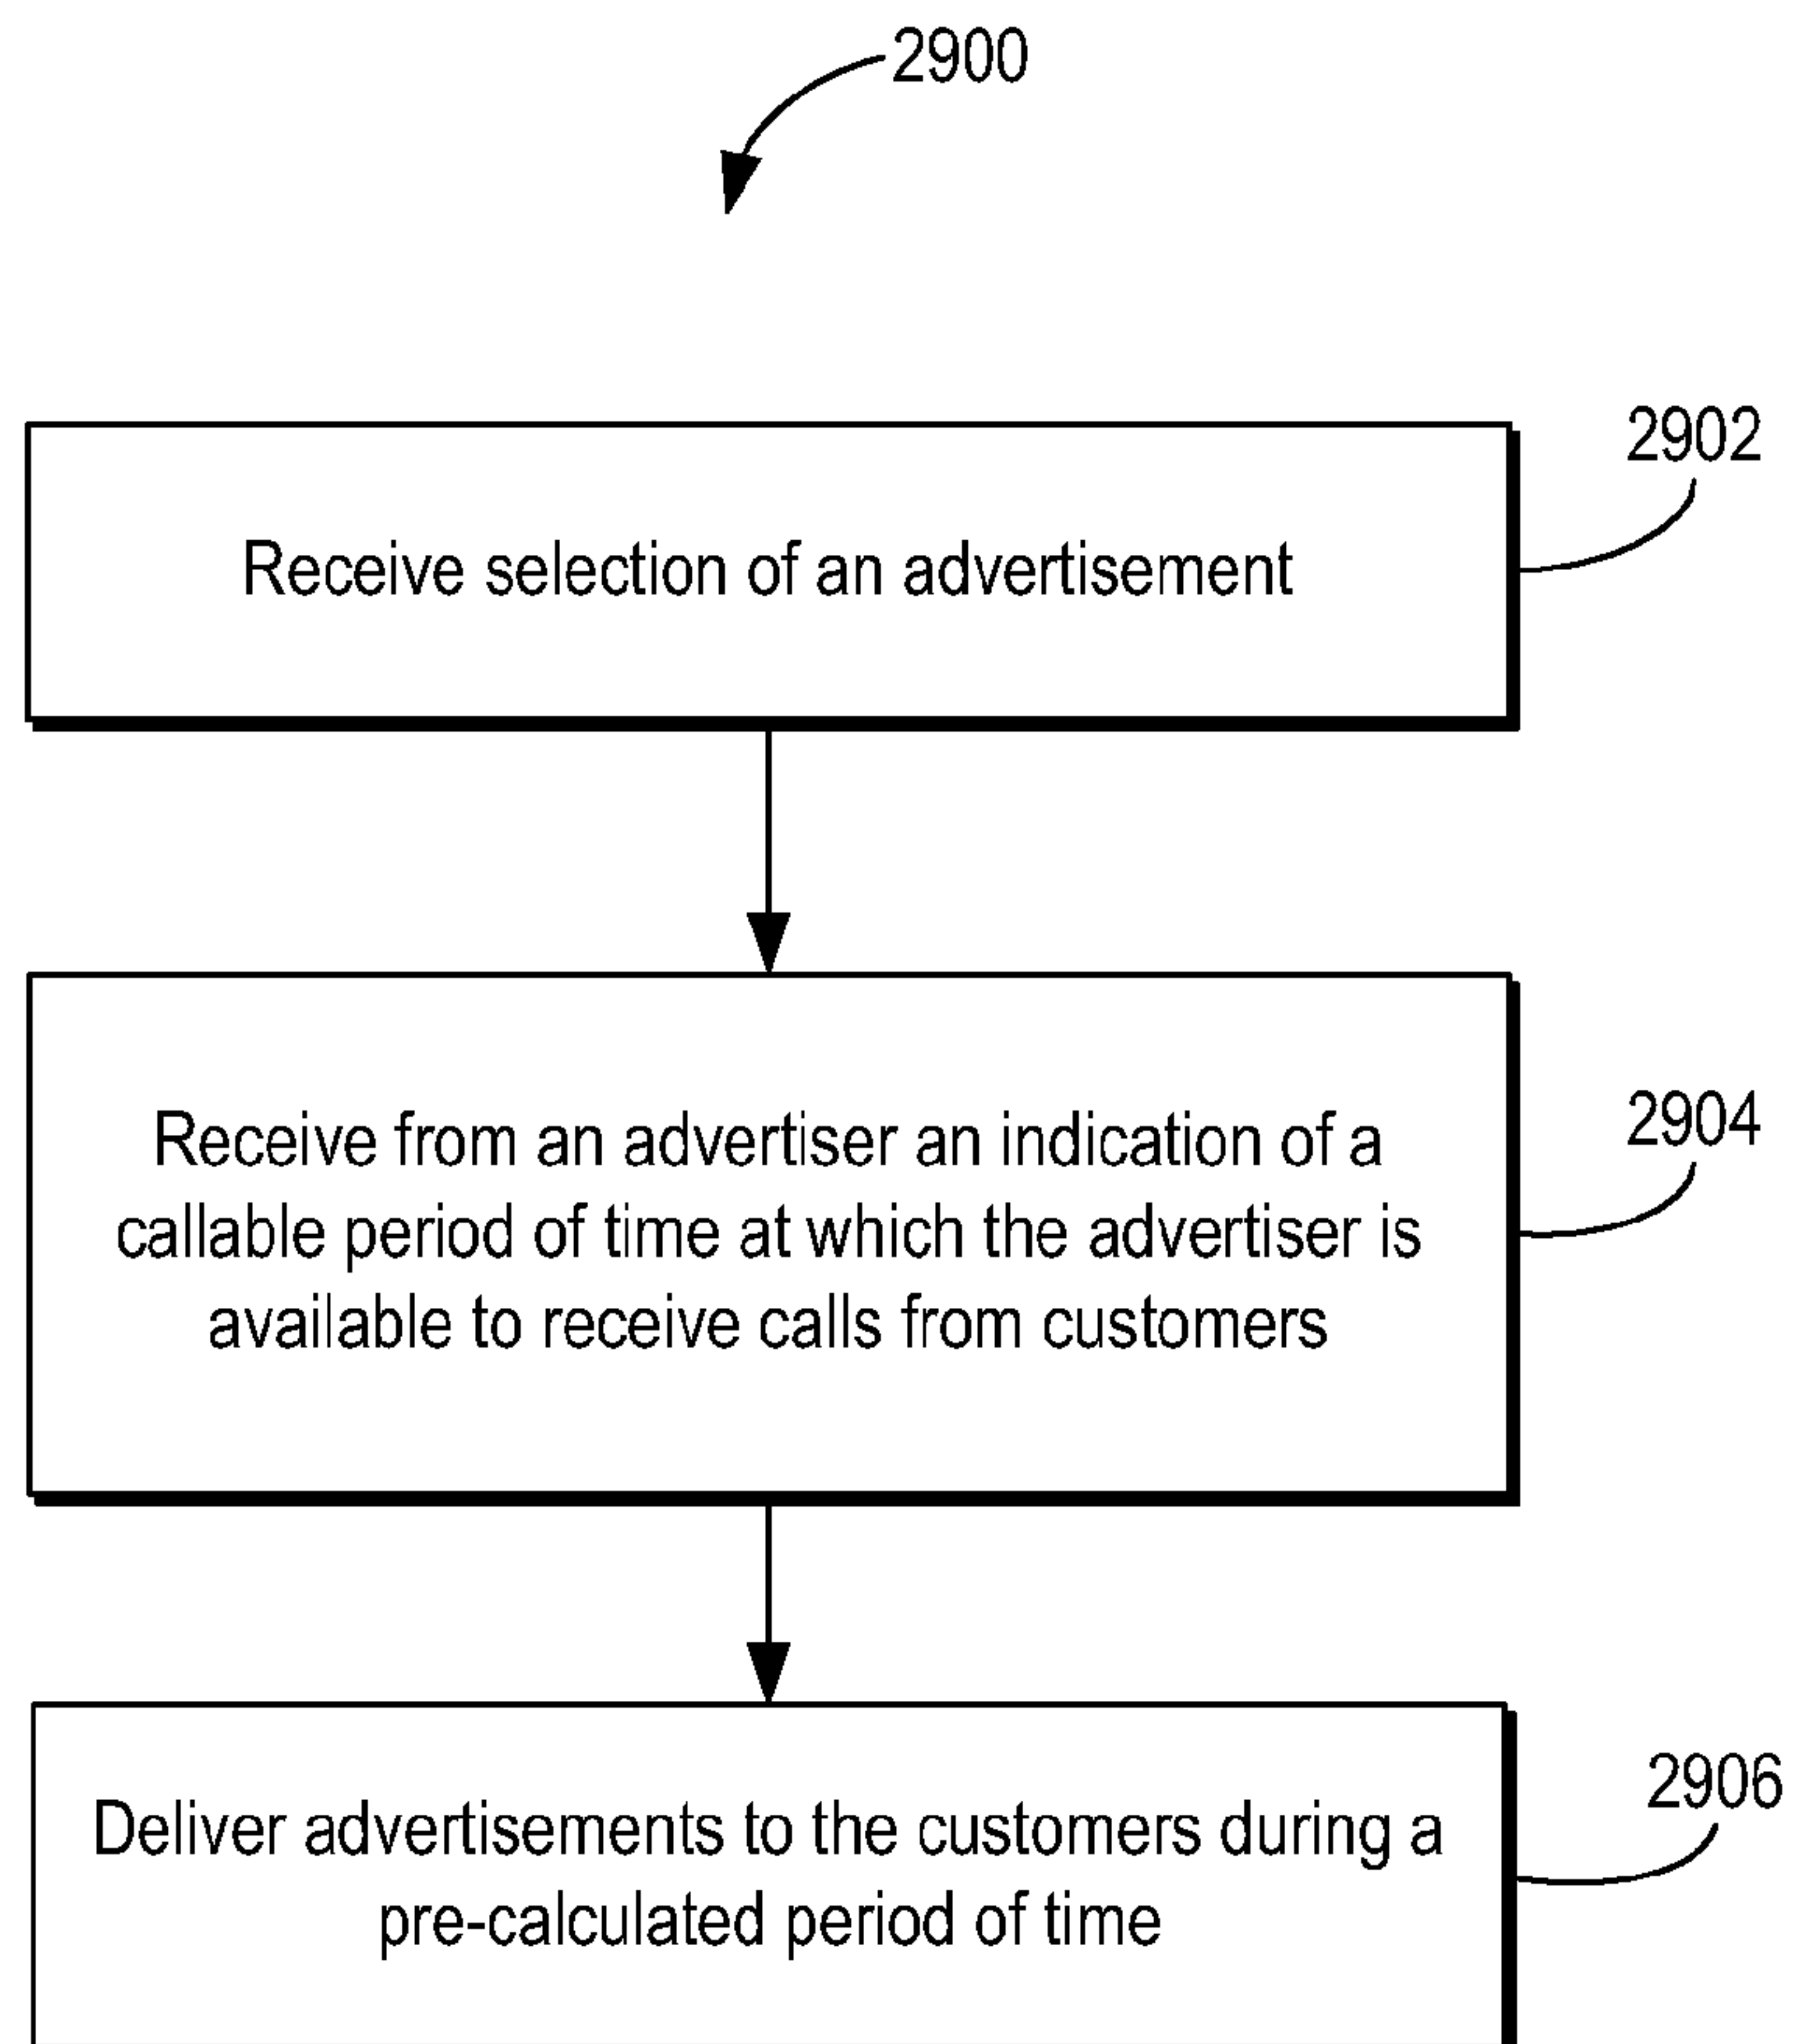 2900
2902
Receive selection of an advertisement
2904
Receive from an advertiser an indication of a
callable period of time at which the advertiser is
available to receive calls from customers
2906
Deliver advertisements to the customers during a
pre-calculated period of time